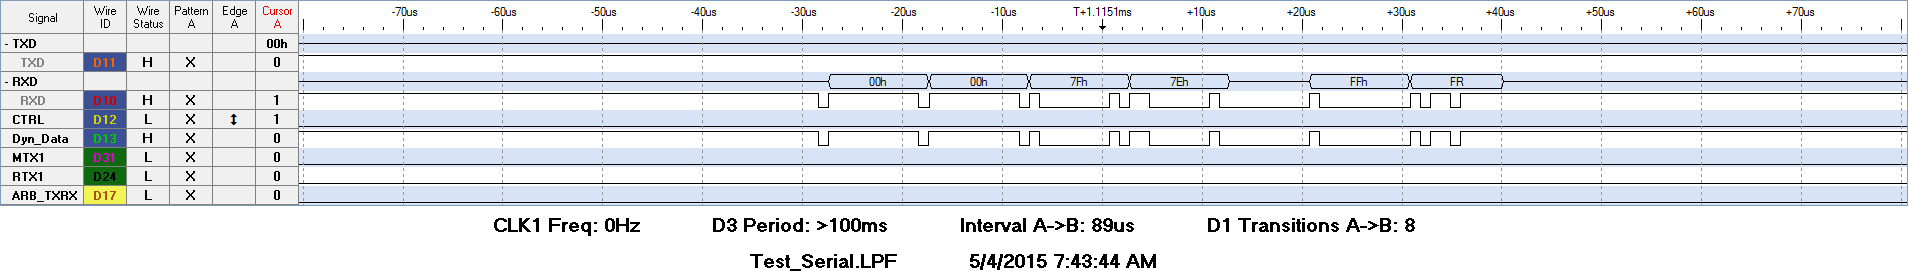 Signal Wire ID Wire Status Pattern A Edge A Cursor A -70us -60us -50us -40us -30us -20us -10us T+1.1151ms +10us +20us +30us +40us +50us +60us +70us
- TXD 00h
TXD D11 H X 0
- RXD 00h 00h 7Fh 7Eh FFh FR
RXD D10 H X 1
CTRL D12 L X 1
Dyn_Data D13 H X 0
MTX1 D31 L X 0
RTX1 D24 L X 0
ARB_TXRX D17 L X 0
CLK1 Freq: 0Hz D3 Period: >100ms Interval A->B: 89us D1 Transitions A->B: 8
Test_Serial.LPF 5/4/2015 7:43:44 AM